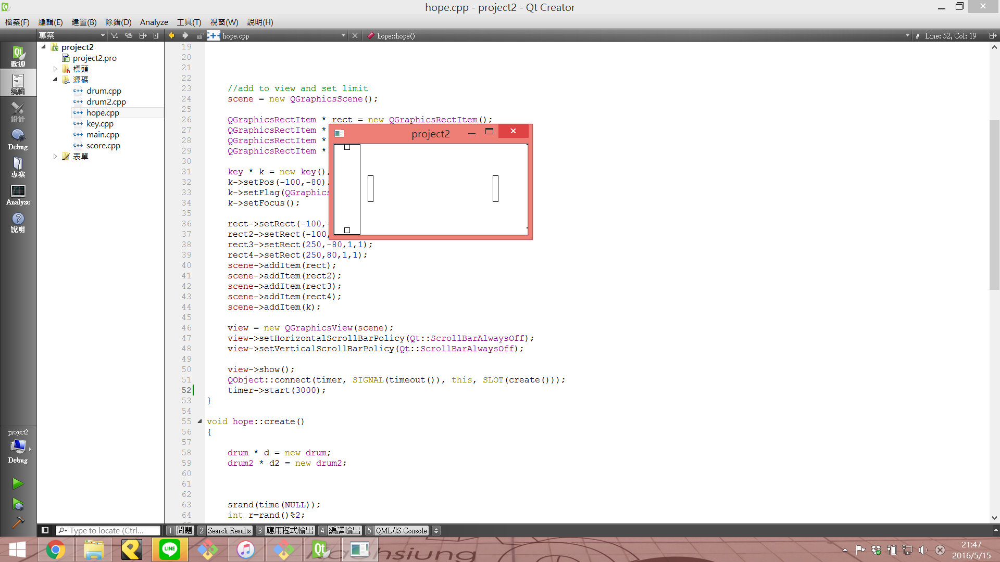 hope.cpp - project2 - Qt Creator
檔案(F) 編輯(E) 建置(B) 除錯(D) Analyze 工具(T) 視窗(W) 說明(H)
專案 hope.cpp hope::hope() # Line: 52, Col: 19
Qt
歡迎
編輯
設計
Debug
專案
Analyze
說明
project2
Debug
project2
project2.pro
標頭
源碼
drum.cpp
drum2.cpp
hope.cpp
key.cpp
main.cpp
score.cpp
表單
19
20
21
22
23 //add to view and set limit
24 scene = new QGraphicsScene();
25
26 QGraphicsRectItem * rect = new QGraphicsRectItem();
27 QGraphicsRectItem *
28 QGraphicsRectItem *
29 QGraphicsRectItem *
30
31 key * k = new key();
32 k->setPos(-100,-80)
33 k->setFlag(QGraphics
34 k->setFocus();
35
36 rect->setRect(-100,
37 rect2->setRect(-100,
38 rect3->setRect(250,-80,1,1);
39 rect4->setRect(250,80,1,1);
40 scene->addItem(rect);
41 scene->addItem(rect2);
42 scene->addItem(rect3);
43 scene->addItem(rect4);
44 scene->addItem(k);
45
46 view = new QGraphicsView(scene);
47 view->setHorizontalScrollBarPolicy(Qt::ScrollBarAlwaysOff);
48 view->setVerticalScrollBarPolicy(Qt::ScrollBarAlwaysOff);
49
50 view->show();
51 QObject::connect(timer, SIGNAL(timeout()), this, SLOT(create()));
52 timer->start(3000);
53 }
54
55 void hope::create()
56 {
57
58 drum * d = new drum;
59 drum2 * d2 = new drum2;
60
61
62
63 srand(time(NULL));
64 int r=rand()%2;
project2
Type to locate (Ctrl... 1 問題 2 Search Results 3 應用程式輸出 4 編譯輸出 5 QML/JS Console
LINE
Qt
hsiung
21:47
2016/5/15